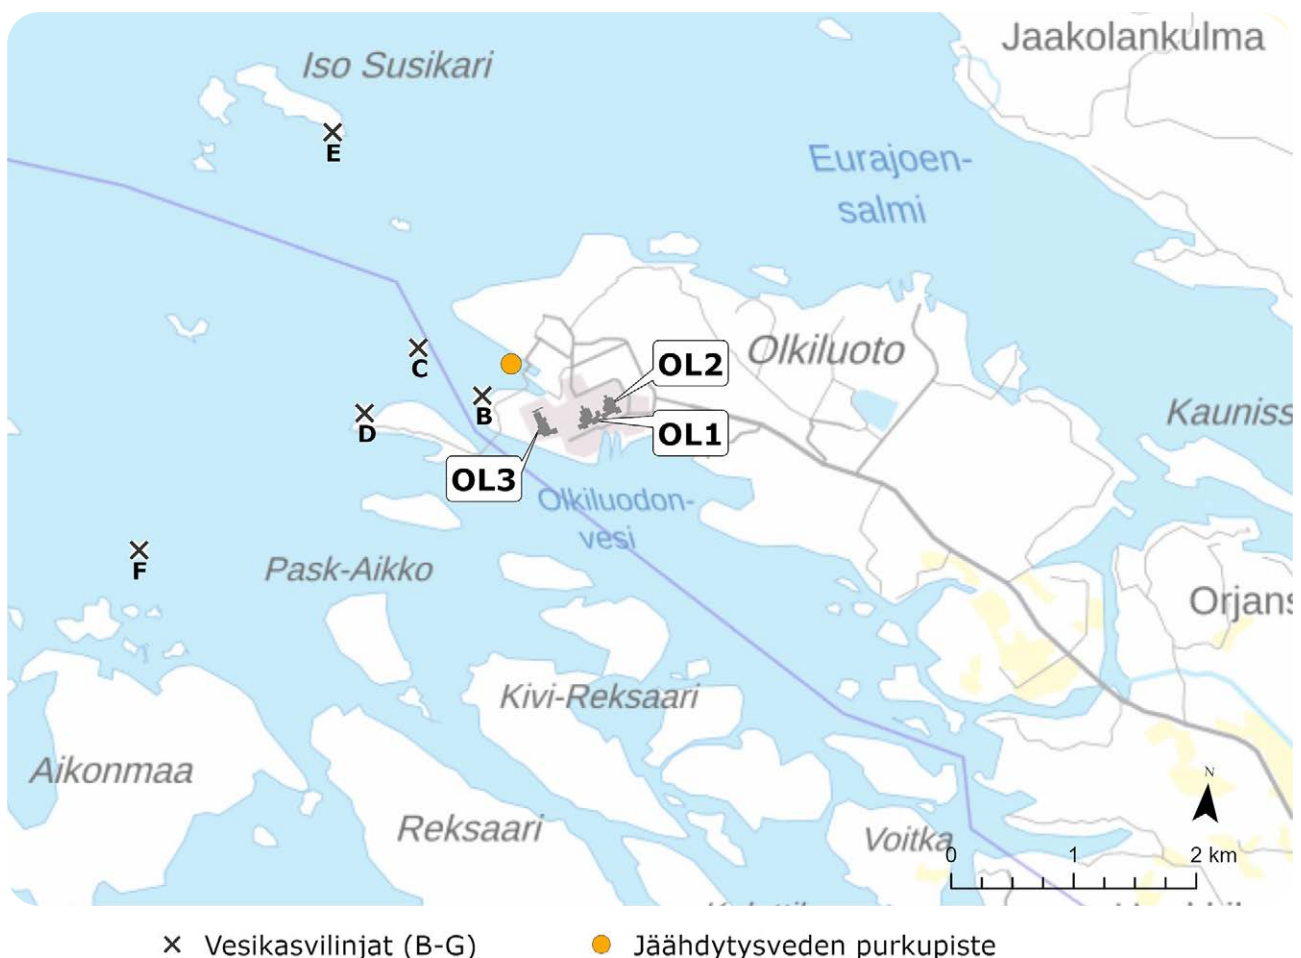 Jaakolankulma
Iso Susikari
E
Eurajoen-
salmi
C
OL2
Olkiluoto
B
D
Kauniss
OL1
OL3
Olkiluodon-
vesi
F
Pask-Aikko
Orjans
Kivi-Reksaari
Aikonmaa
N
Reksaari
Voitka
0 1 2 km
Vesikasvilinjat (B-G)
Jäähdytysveden purkupiste